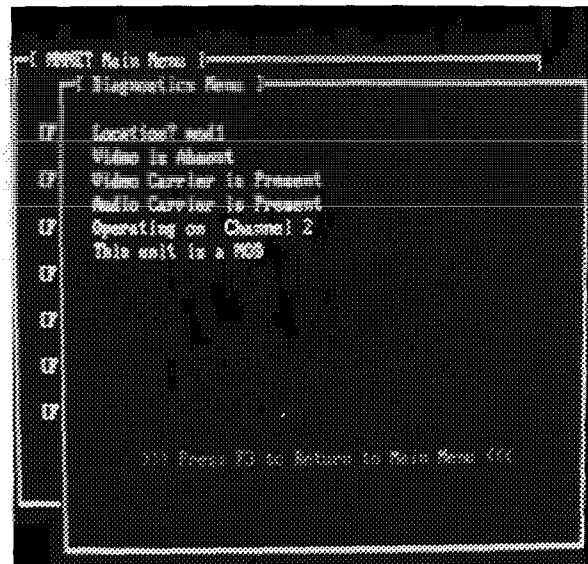 [ MMNET Main Menu ]
[ Diagnostics Menu ]
Location? mod1
Video is Absent
Video Carrier is Present
Audio Carrier is Present
Operating on Channel 2
This unit is a MOD
>>> Press F3 to Return to Main Menu <<<
(F
(F
(F
(F
(F
(F
(F